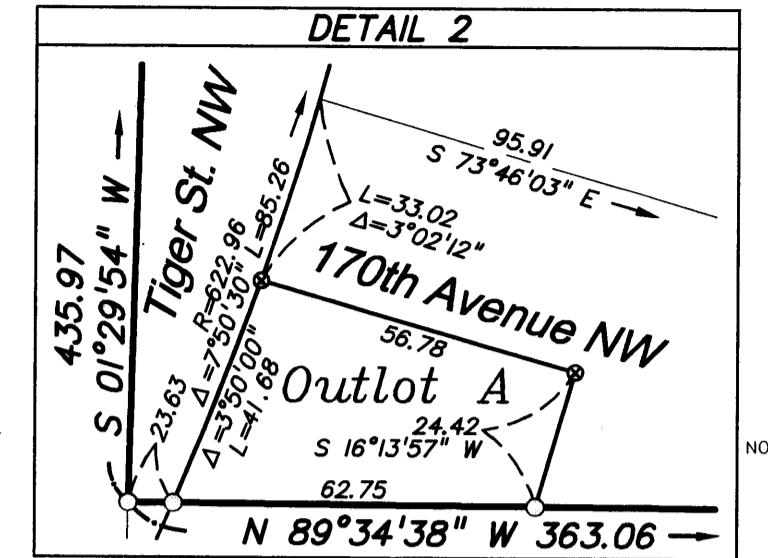 DETAIL 2
Tiger St. NW
435.97
S 01°29'54" W
R=622.96
Δ=7°50'30" L=85.26
Δ=3°50'00"
L=41.68
23.63
95.91
S 73°46'03" E
L=33.02
Δ=3°02'12"
170th Avenue NW
56.78
Outlot A
24.42
S 16°13'57" W
62.75
N 89°34'38" W 363.06
NO